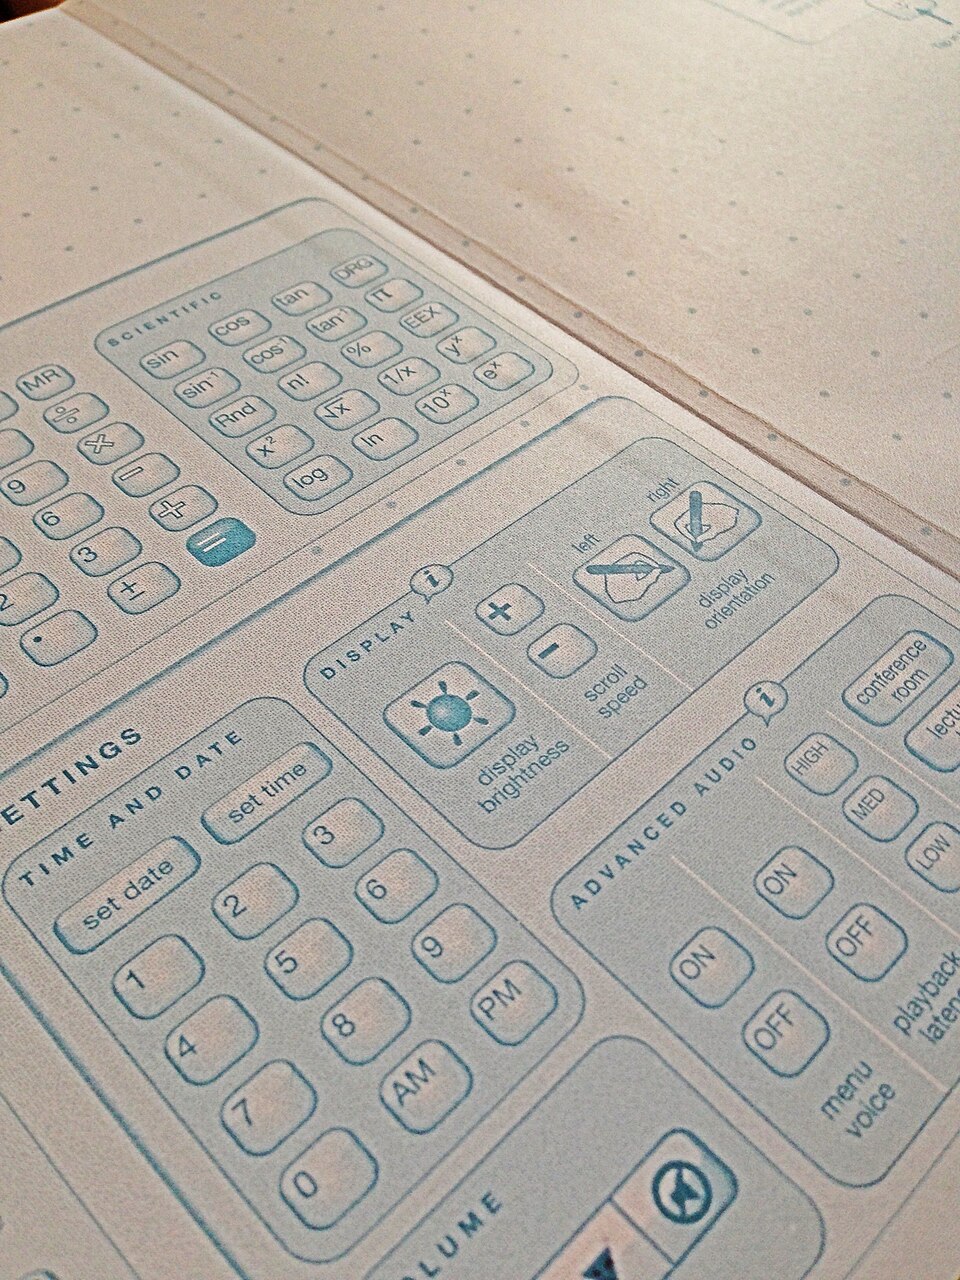 SCIENTIFIC
sin cos tan DRG
sin⁻¹ cos⁻¹ tan⁻¹ π
Rnd n! % EEX
x² √x 1/x yˣ
log ln 10ˣ eˣ
MR
÷
×
9 −
6 +
3 =
2 ±
.
DISPLAY i
display
brightness
+
−
scroll
speed
left right
display
orientation
TIME AND DATE
set date set time
1 2 3
4 5 6
7 8 9
0 AM PM
ADVANCED AUDIO i
ON
OFF
menu
voice
ON
OFF
playback
HIGH
MED
LOW
conference
room